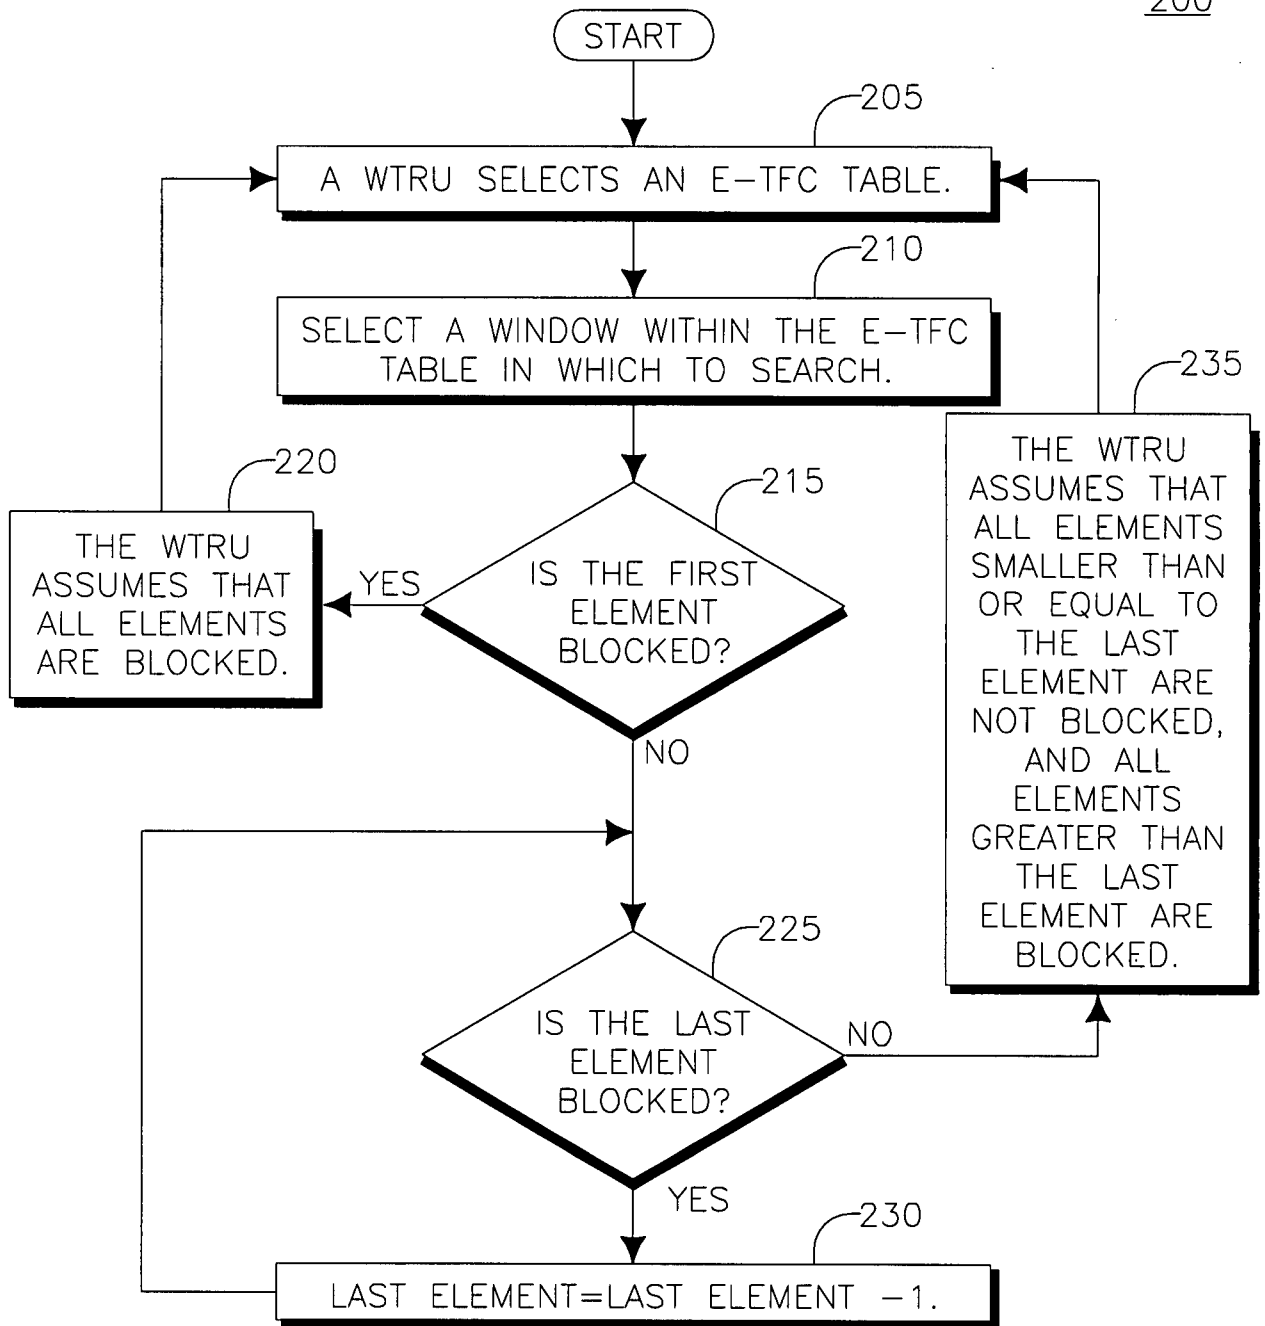 200
START
205
A WTRU SELECTS AN E-TFC TABLE.
210
SELECT A WINDOW WITHIN THE E-TFC
TABLE IN WHICH TO SEARCH.
215
IS THE FIRST
ELEMENT
BLOCKED?
YES
220
THE WTRU
ASSUMES THAT
ALL ELEMENTS
ARE BLOCKED.
NO
225
IS THE LAST
ELEMENT
BLOCKED?
NO
235
THE WTRU
ASSUMES THAT
ALL ELEMENTS
SMALLER THAN
OR EQUAL TO
THE LAST
ELEMENT ARE
NOT BLOCKED,
AND ALL
ELEMENTS
GREATER THAN
THE LAST
ELEMENT ARE
BLOCKED.
YES
230
LAST ELEMENT=LAST ELEMENT -1.